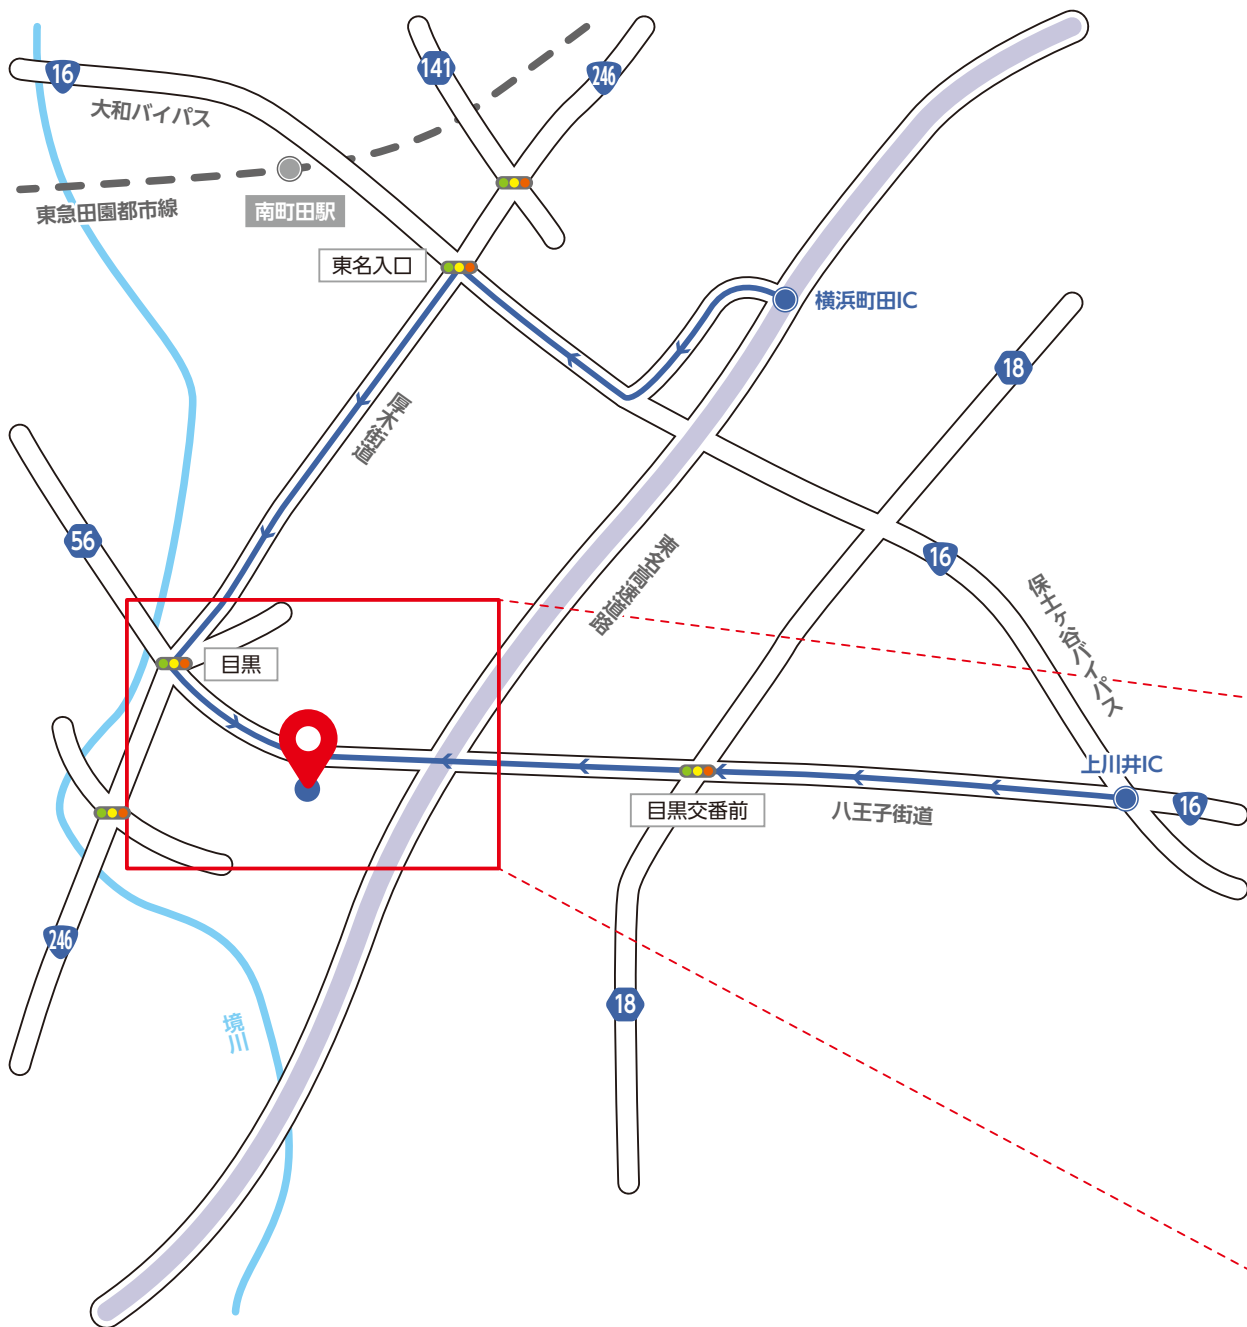 141
246
16
大和バイパス
東急田園都市線
南町田駅
東名入口
横浜町田IC
18
厚木街道
56
東名高速道路
16
保土ヶ谷バイパス
目黒
上川井IC
目黒交番前
八王子街道
16
246
18
境川